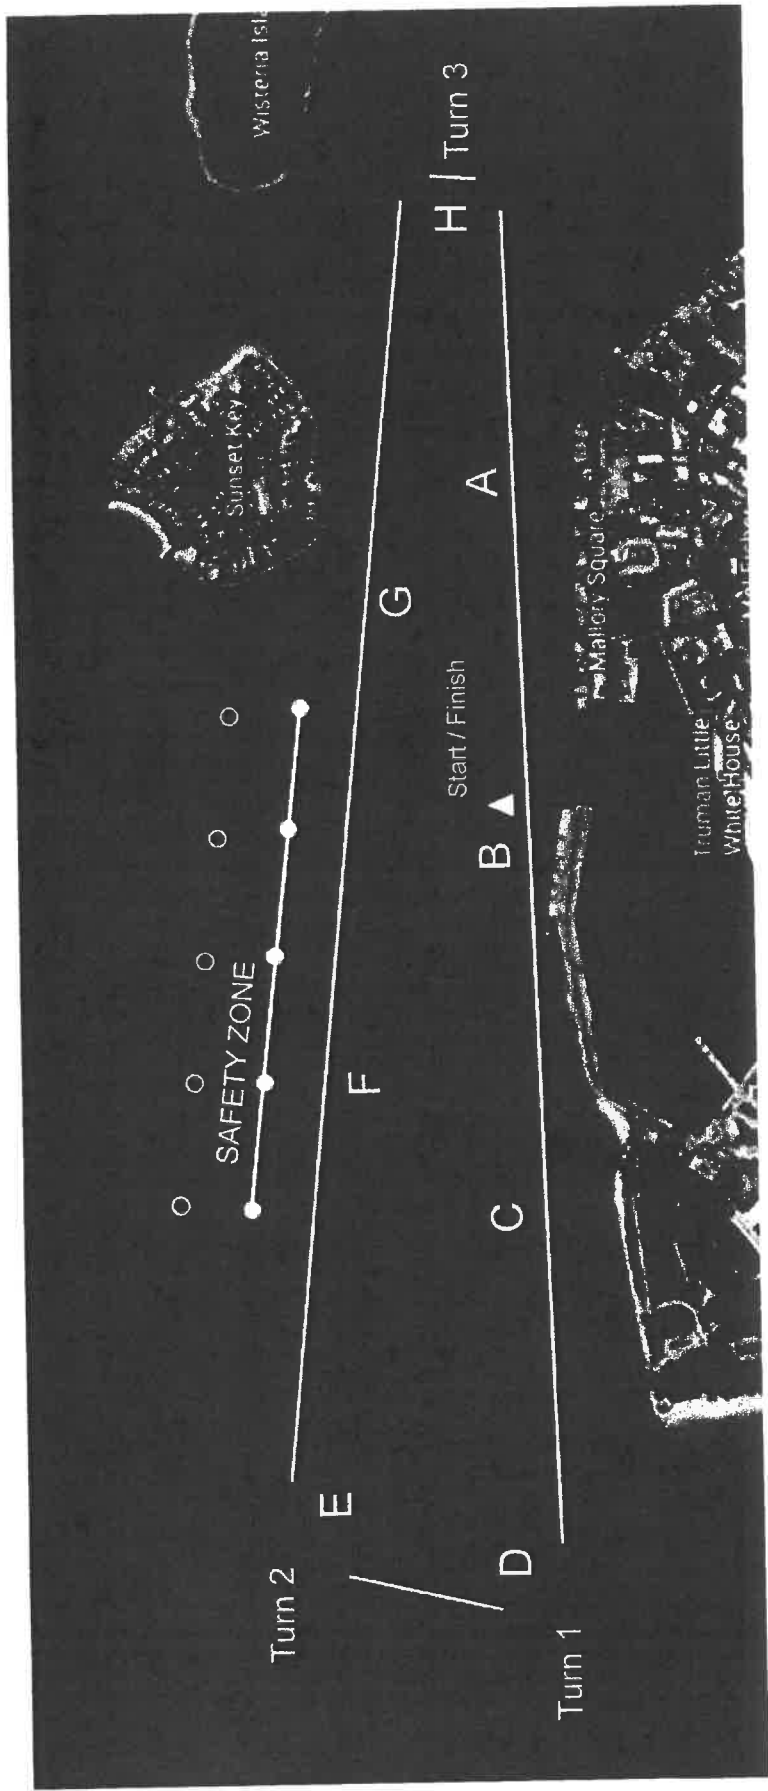 Wisteria Isla
Turn 3
H
Sunset Key
A
G
Mallory Square
Start / Finish
Truman Little
White House
B
SAFETY ZONE
F
C
E
D
Turn 2
Turn 1